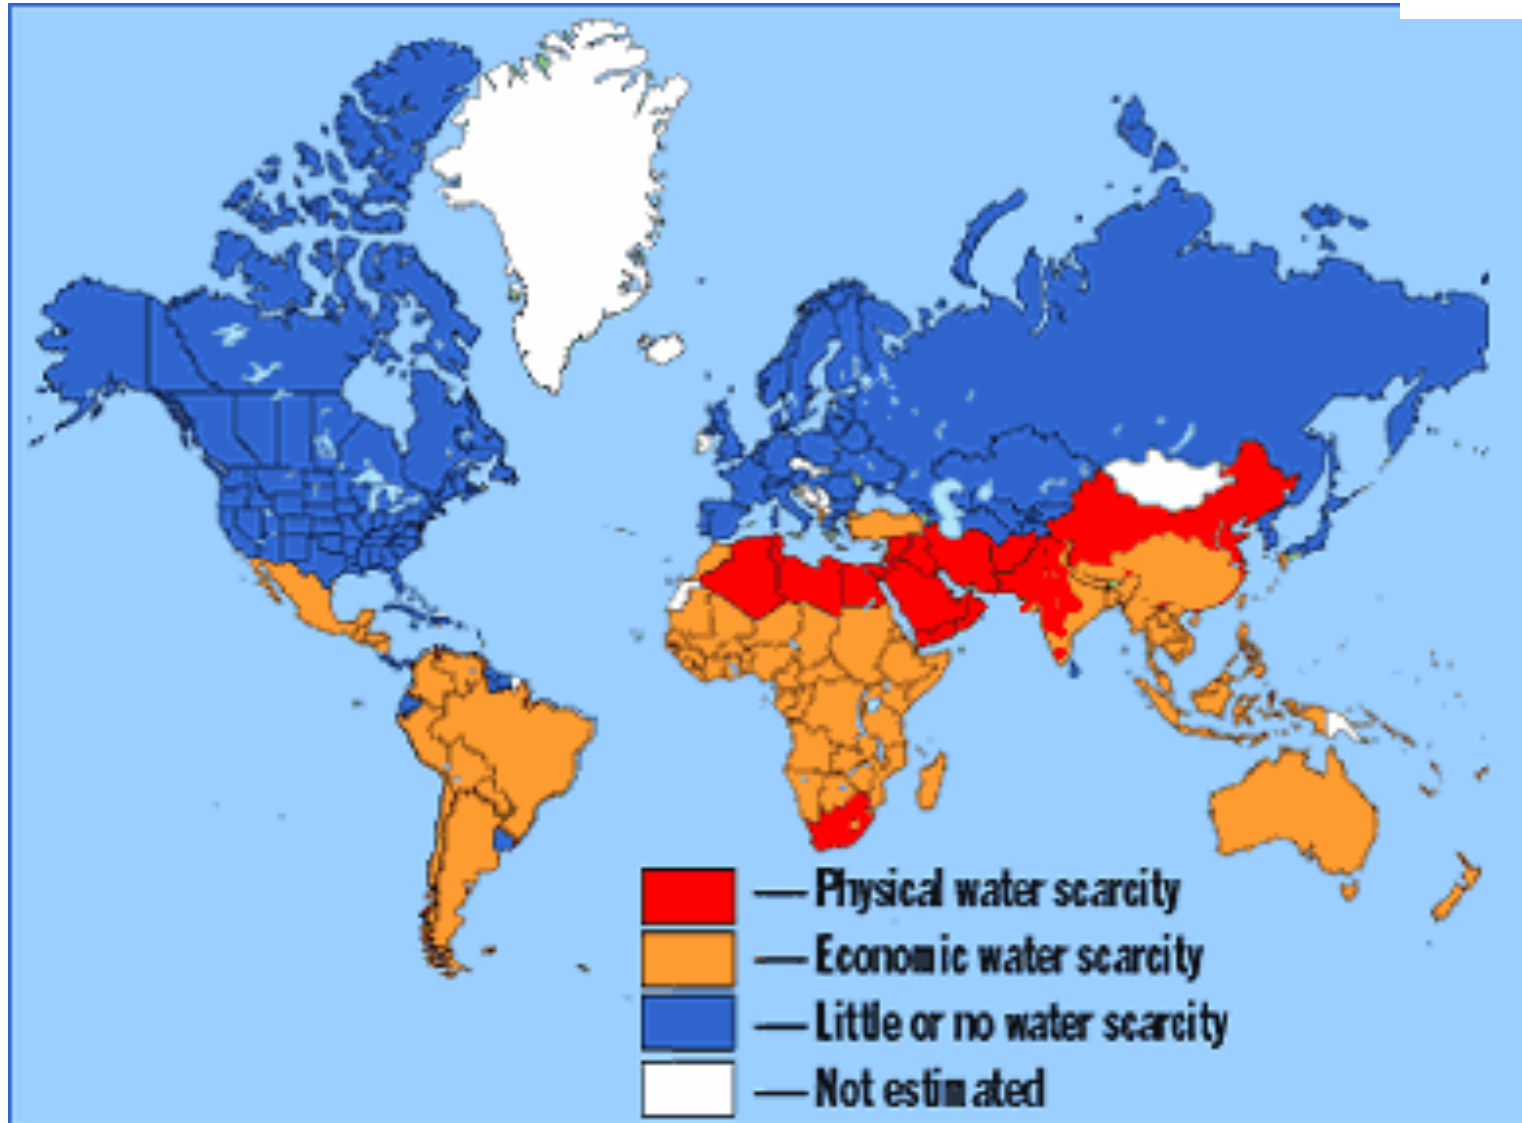 Physical water scarcity
Economic water scarcity
Little or no water scarcity
Not estimated